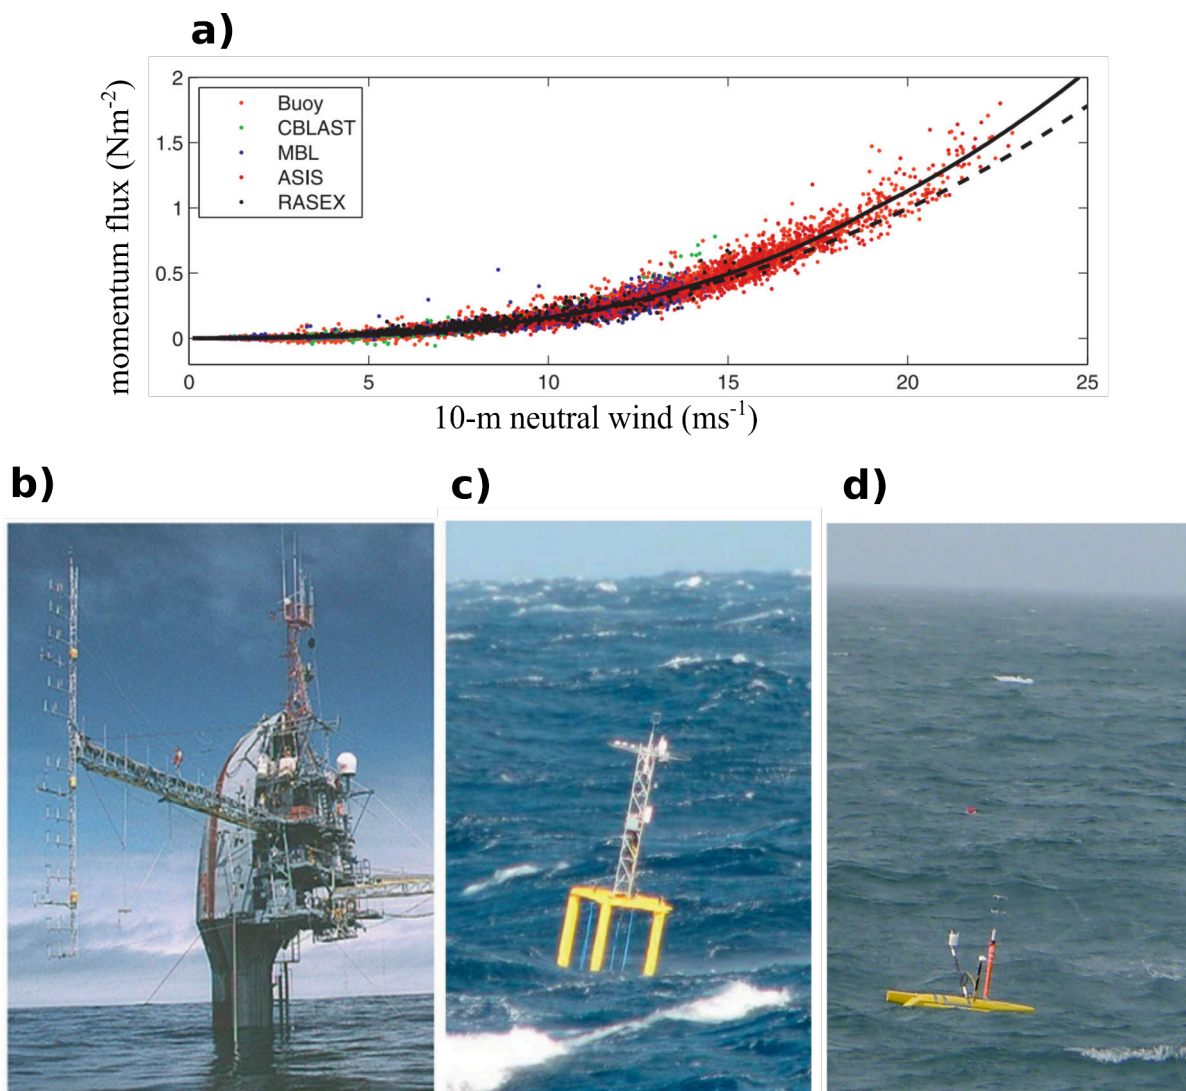 a)
momentum flux (Nm-2)
2
1.5
1
0.5
0
Buoy
CBLAST
MBL
ASIS
RASEX
0 5 10 15 20 25
10-m neutral wind (ms-1)
b) c) d)